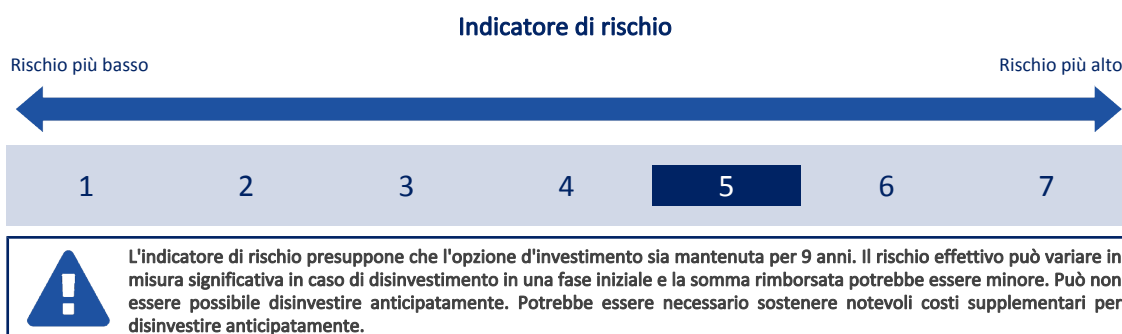 Indicatore di rischio
Rischio più basso
Rischio più alto
1 2 3 4 5 6 7
L'indicatore di rischio presuppone che l'opzione d'investimento sia mantenuta per 9 anni. Il rischio effettivo può variare in
misura significativa in caso di disinvestimento in una fase iniziale e la somma rimborsata potrebbe essere minore. Può non
essere possibile disinvestire anticipatamente. Potrebbe essere necessario sostenere notevoli costi supplementari per
disinvestire anticipatamente.